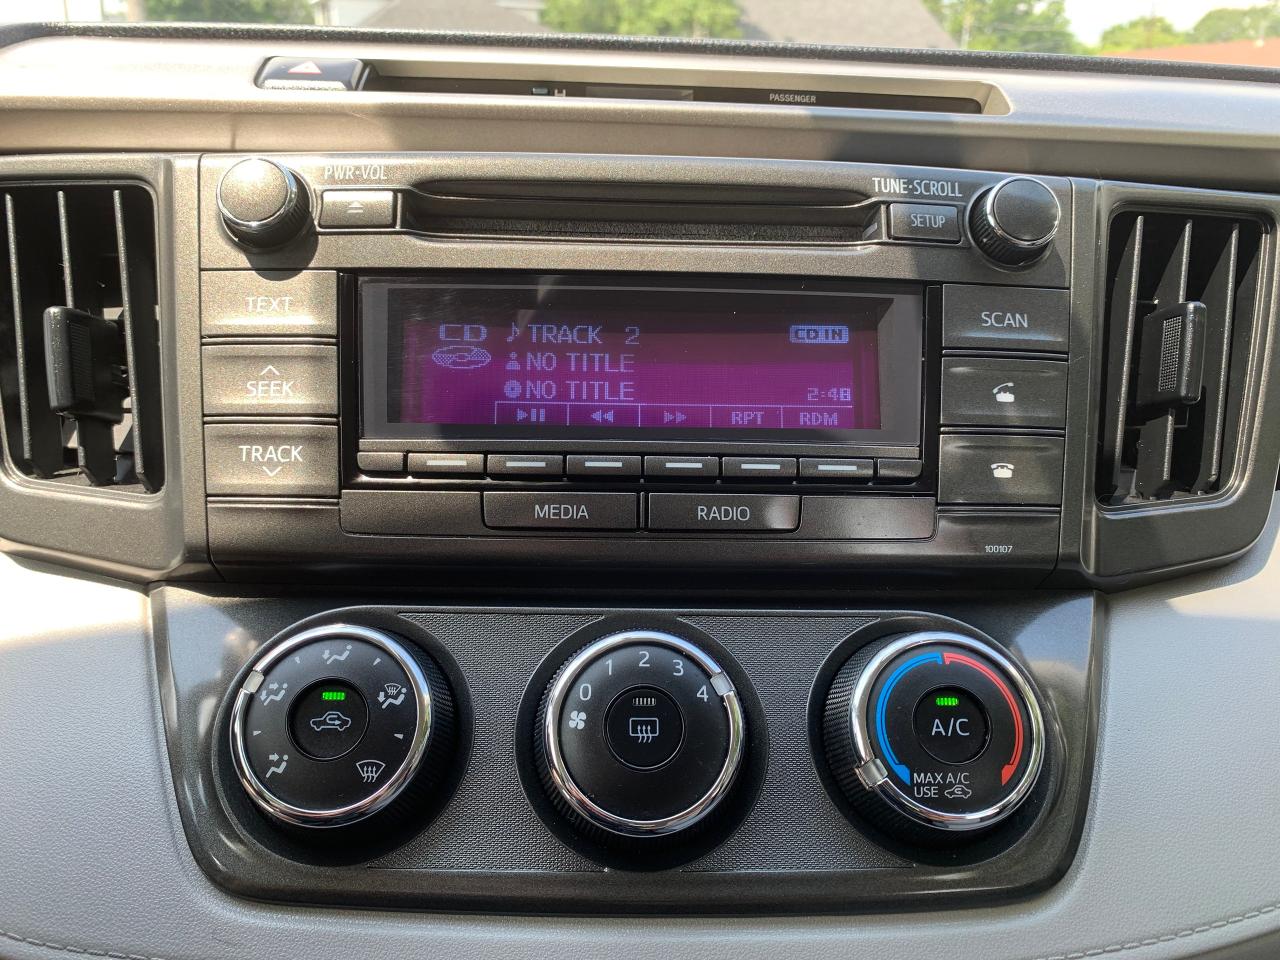 H
PASSENGER
PWR·VOL
TUNE·SCROLL
SETUP
TEXT
SEEK
TRACK
CD
TRACK 2
NO TITLE
NO TITLE
CD IN
2:48
RPT
RDM
SCAN
MEDIA
RADIO
100107
0
1
2
3
4
A/C
MAX A/C
USE